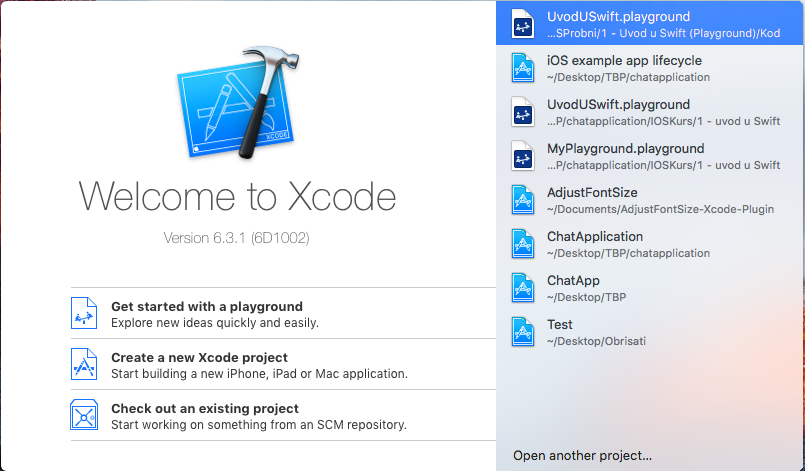 XCODE
Welcome to Xcode
Version 6.3.1 (6D1002)
Get started with a playground
Explore new ideas quickly and easily.
Create a new Xcode project
Start building a new iPhone, iPad or Mac application.
Check out an existing project
Start working on something from an SCM repository.
UvodUSwift.playground
...SProbni/1 - Uvod u Swift (Playground)/Kod
iOS example app lifecycle
~/Desktop/TBP/chatapplication
UvodUSwift.playground
...P/chatapplication/IOSKurs/1 - uvod u Swift
MyPlayground.playground
...P/chatapplication/IOSKurs/1 - uvod u Swift
AdjustFontSize
~/Documents/AdjustFontSize-Xcode-Plugin
ChatApplication
~/Desktop/TBP/chatapplication
ChatApp
~/Desktop/TBP
Test
~/Desktop/Obrisati
Open another project...